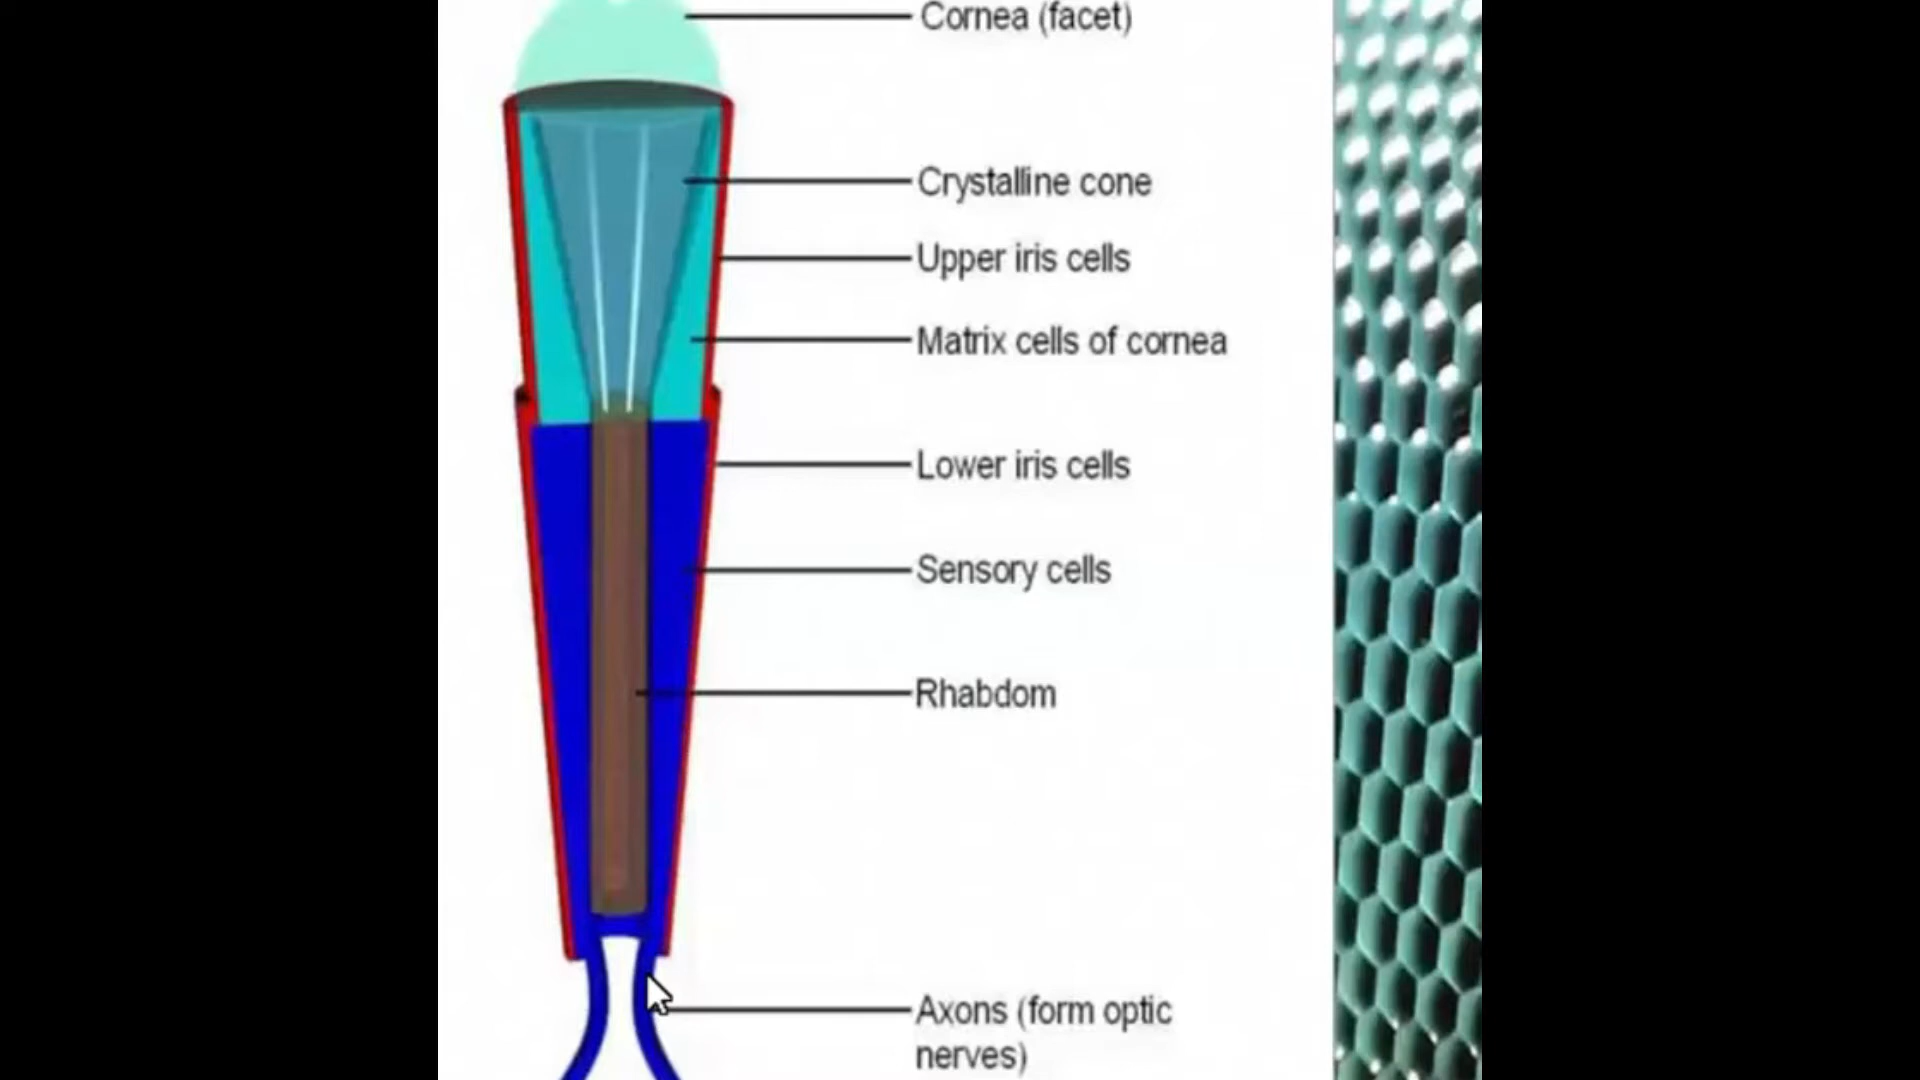 Cornea (facet)
Crystalline cone
Upper iris cells
Matrix cells of cornea
Lower iris cells
Sensory cells
Rhabdom
Axons (form optic
nerves)